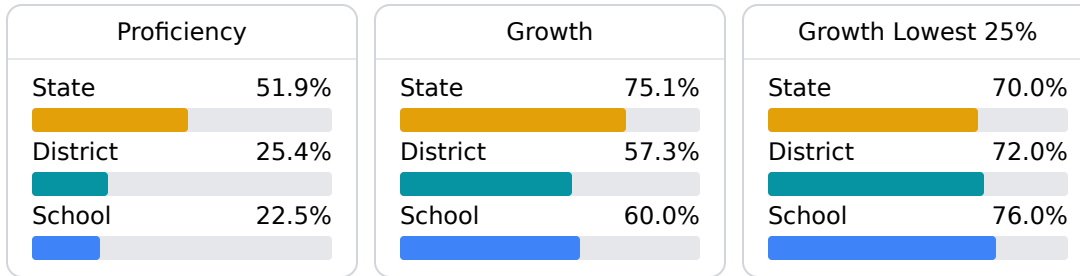 Proficiency
State 51.9%
District 25.4%
School 22.5%
Growth
State 75.1%
District 57.3%
School 60.0%
Growth Lowest 25%
State 70.0%
District 72.0%
School 76.0%